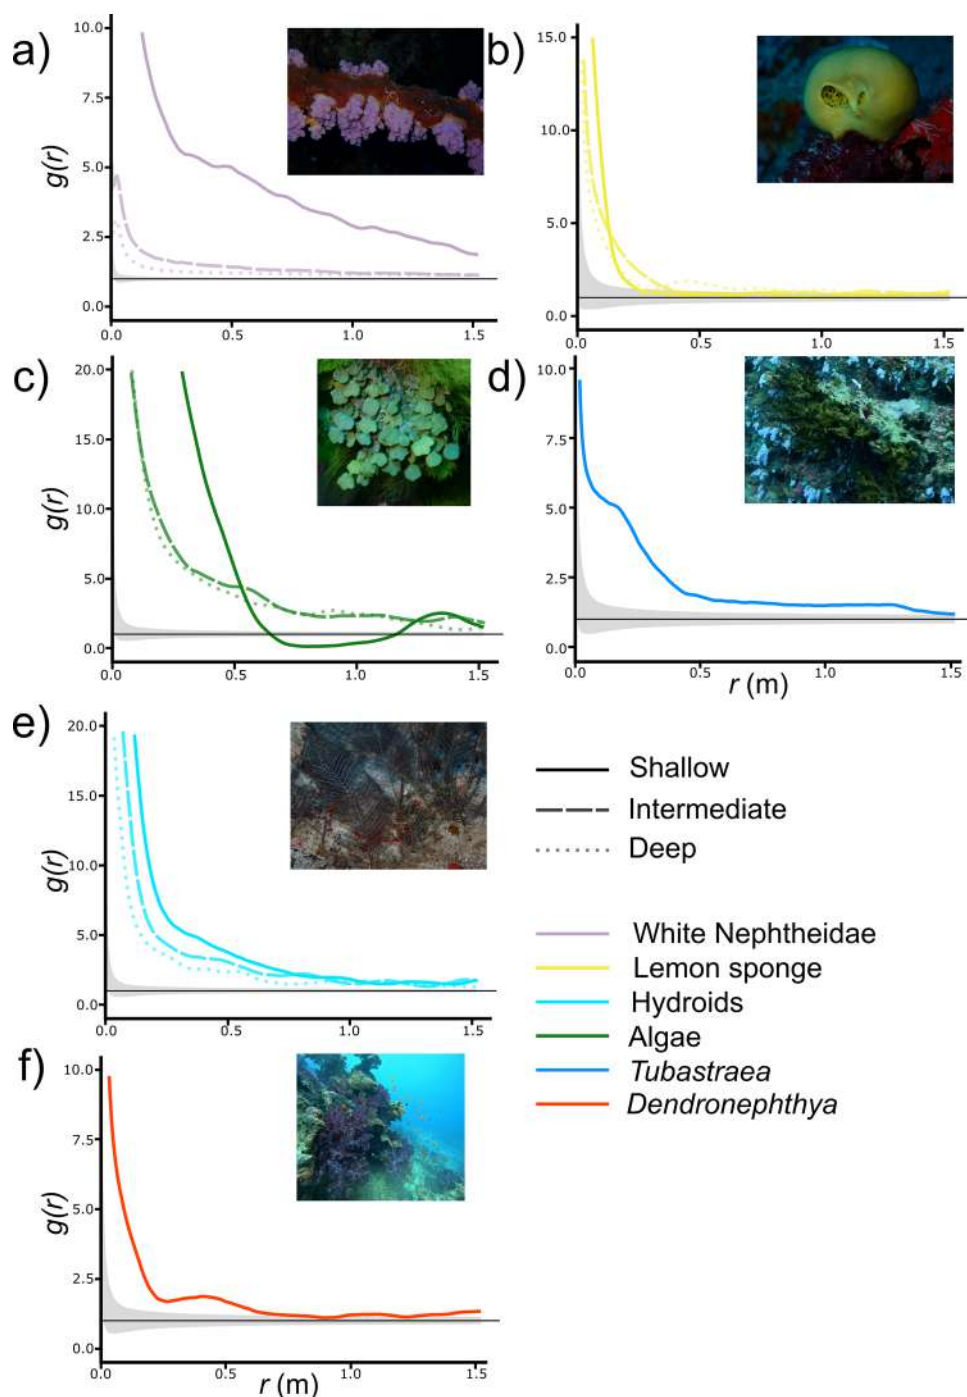 a)
10.0
7.5
5.0
2.5
0.0
g(r)
0.0 0.5 1.0 1.5
b)
15.0
10.0
5.0
0.0
0.0 0.5 1.0 1.5
c)
20.0
15.0
10.0
5.0
0.0
g(r)
0.0 0.5 1.0 1.5
d)
10.0
7.5
5.0
2.5
0.0
0.0 0.5 1.0 1.5
r (m)
e)
20.0
15.0
10.0
5.0
0.0
g(r)
0.0 0.5 1.0 1.5
Shallow
Intermediate
Deep
White Nephtheidae
Lemon sponge
Hydroids
Algae
Tubastraea
Dendronephthya
f)
10.0
7.5
5.0
2.5
0.0
g(r)
0.0 0.5 1.0 1.5
r (m)